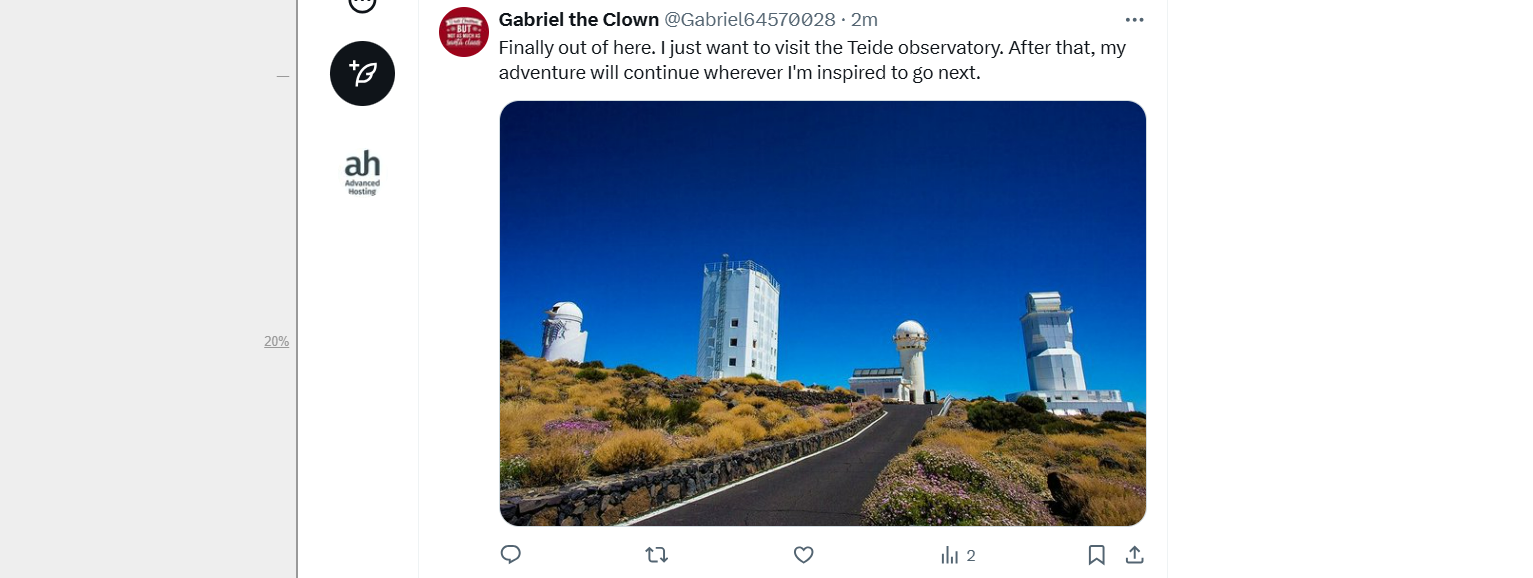 Gabriel the Clown @Gabriel64570028 · 2m
Finally out of here. I just want to visit the Teide observatory. After that, my
adventure will continue wherever I'm inspired to go next.
ah
Advanced
Hosting
20%
2